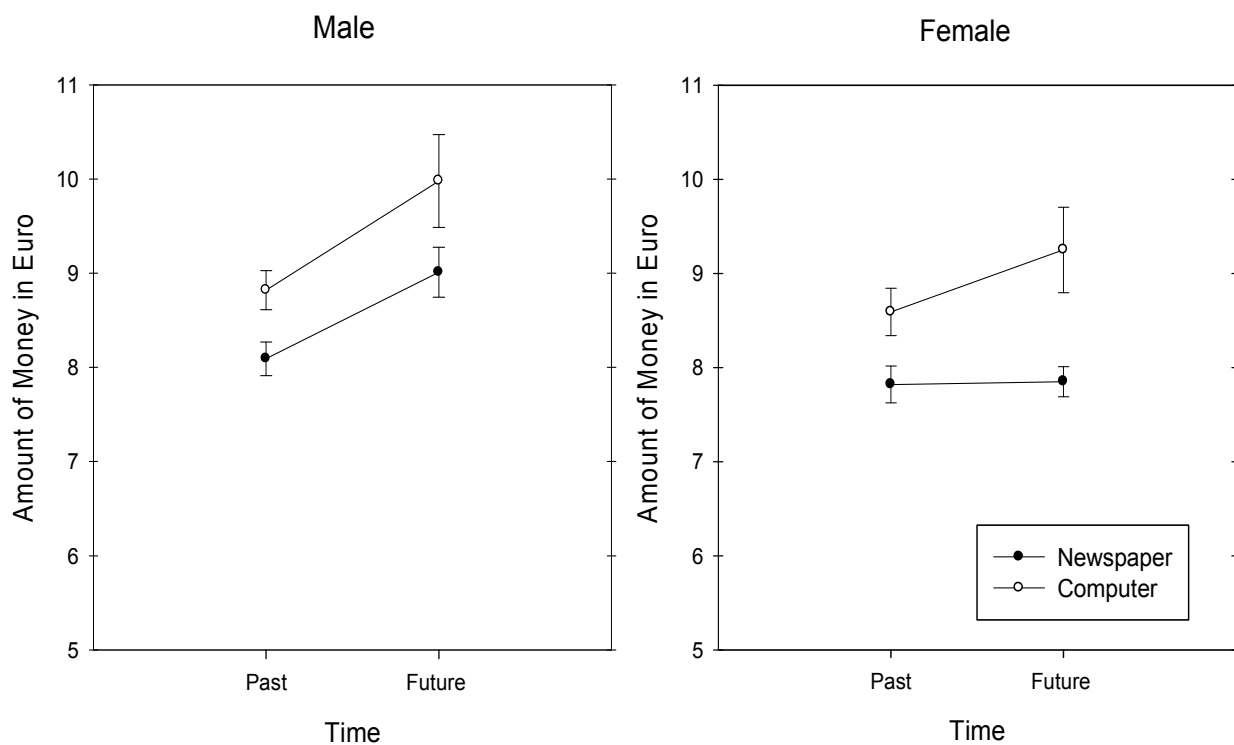 Male
11
10
9
8
7
6
5
Amount of Money in Euro
Past Future
Time
Female
11
10
9
8
7
6
5
Amount of Money in Euro
Newspaper
Computer
Past Future
Time